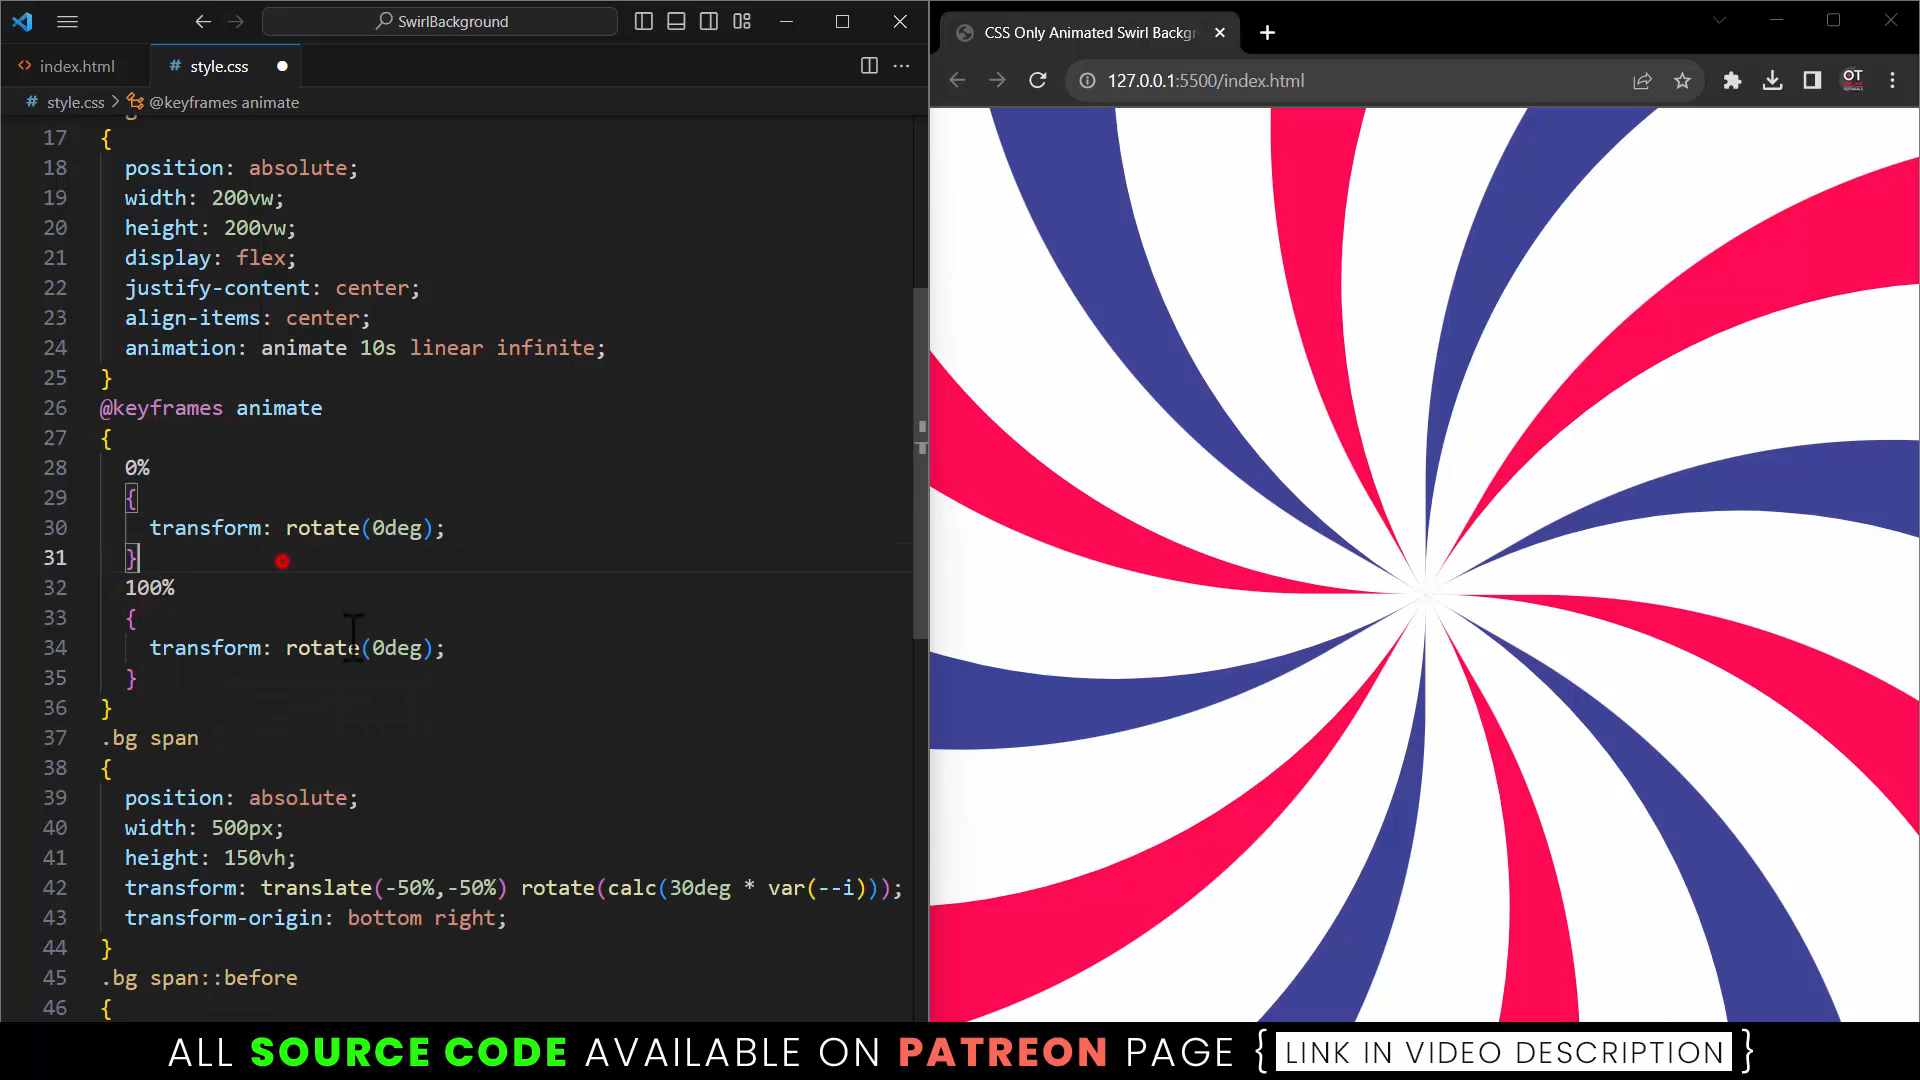 SwirlBackground
index.html
# style.css
# style.css > @keyframes animate
17 {
18 position: absolute;
19 width: 200vw;
20 height: 200vw;
21 display: flex;
22 justify-content: center;
23 align-items: center;
24 animation: animate 10s linear infinite;
25 }
26 @keyframes animate
27 {
28 0%
29 {
30 transform: rotate(0deg);
31 }
32 100%
33 {
34 transform: rotate(0deg);
35 }
36 }
37 .bg span
38 {
39 position: absolute;
40 width: 500px;
41 height: 150vh;
42 transform: translate(-50%,-50%) rotate(calc(30deg * var(--i)));
43 transform-origin: bottom right;
44 }
45 .bg span::before
46 {
CSS Only Animated Swirl Backgr
127.0.0.1:5500/index.html
OT
ALL SOURCE CODE AVAILABLE ON PATREON PAGE { LINK IN VIDEO DESCRIPTION }